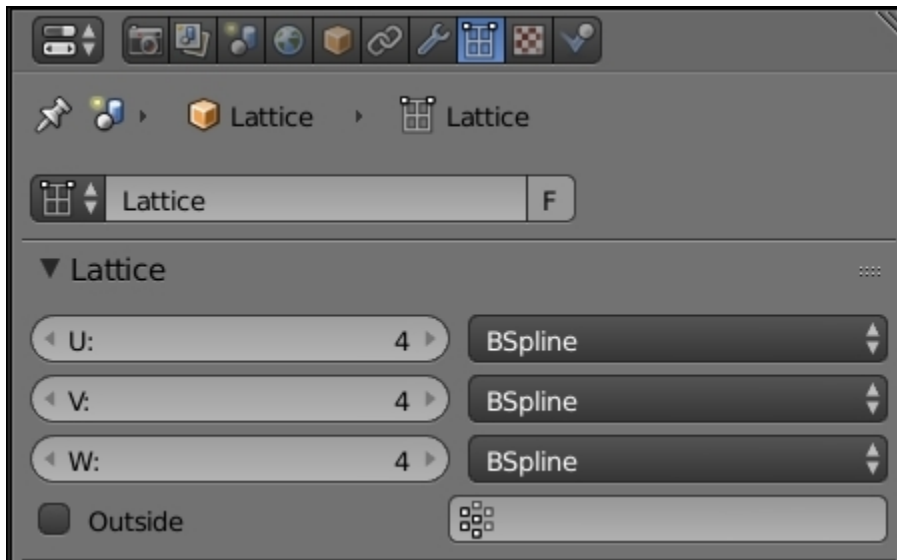 Lattice Lattice
Lattice F
Lattice
U: 4 BSpline
V: 4 BSpline
W: 4 BSpline
Outside